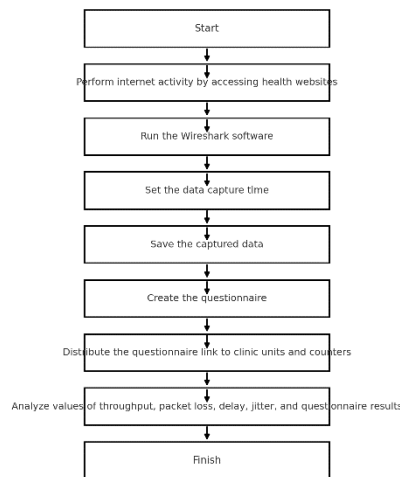 Start
Perform internet activity by accessing health websites
Run the Wireshark software
Set the data capture time
Save the captured data
Create the questionnaire
Distribute the questionnaire link to clinic units and counters
Analyze values of throughput, packet loss, delay, jitter, and questionnaire results
Finish